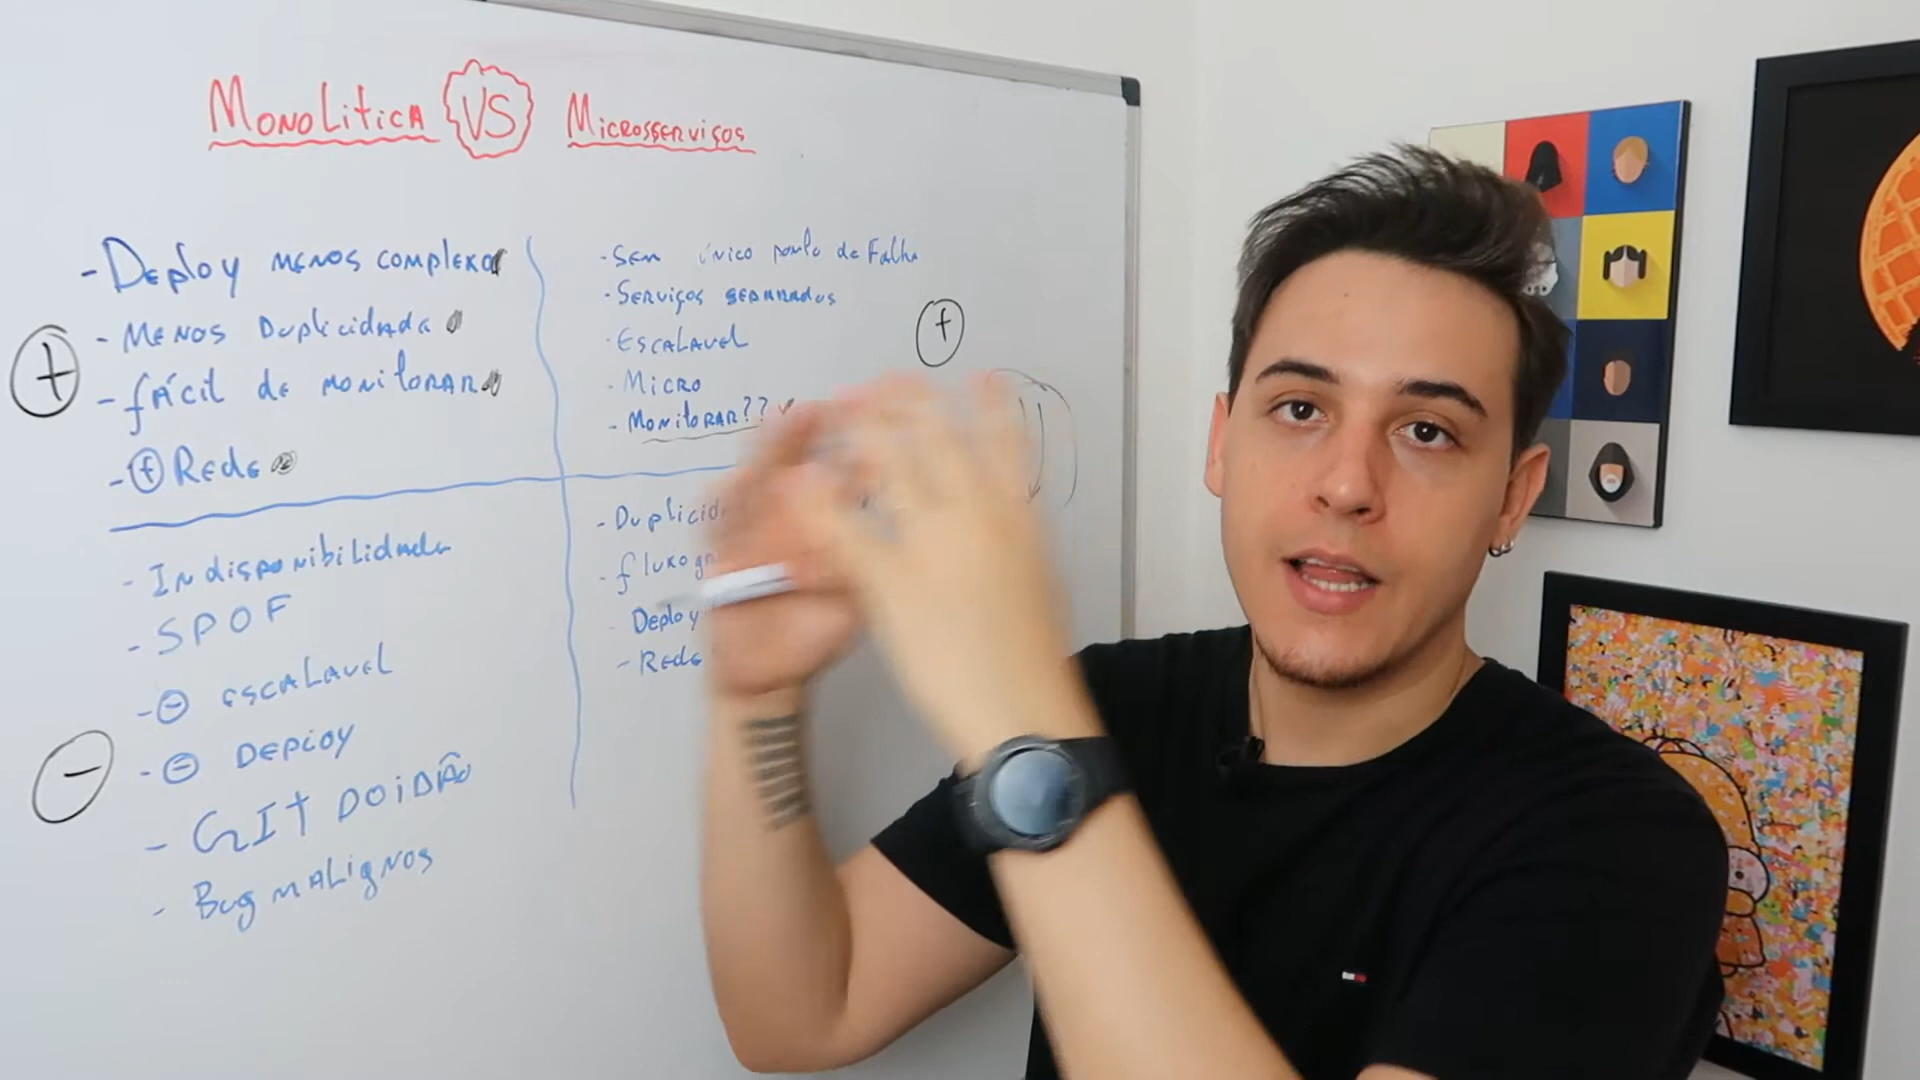 MONOLITICA VS MICROSSERVIÇOS
- DEPLOY MENOS COMPLEXO
- MENOS DUPLICIDADE
- fÁCIL DE MONITORAR
- + REDE
- SEM ÚNICO PONTO DE FALHA
- SERVIÇOS SEPARADOS
- ESCALAVEL
- MICRO
- MONITORAR??
+
+
- INDISPONIBILIDADE
- SPOF
- - ESCALAVEL
- - DEPLOY
- GIT DOIDÃO
- BUG MALIGNOS
-
- DUPLICID
- FLUXOG
- DEPLOY
- REDE